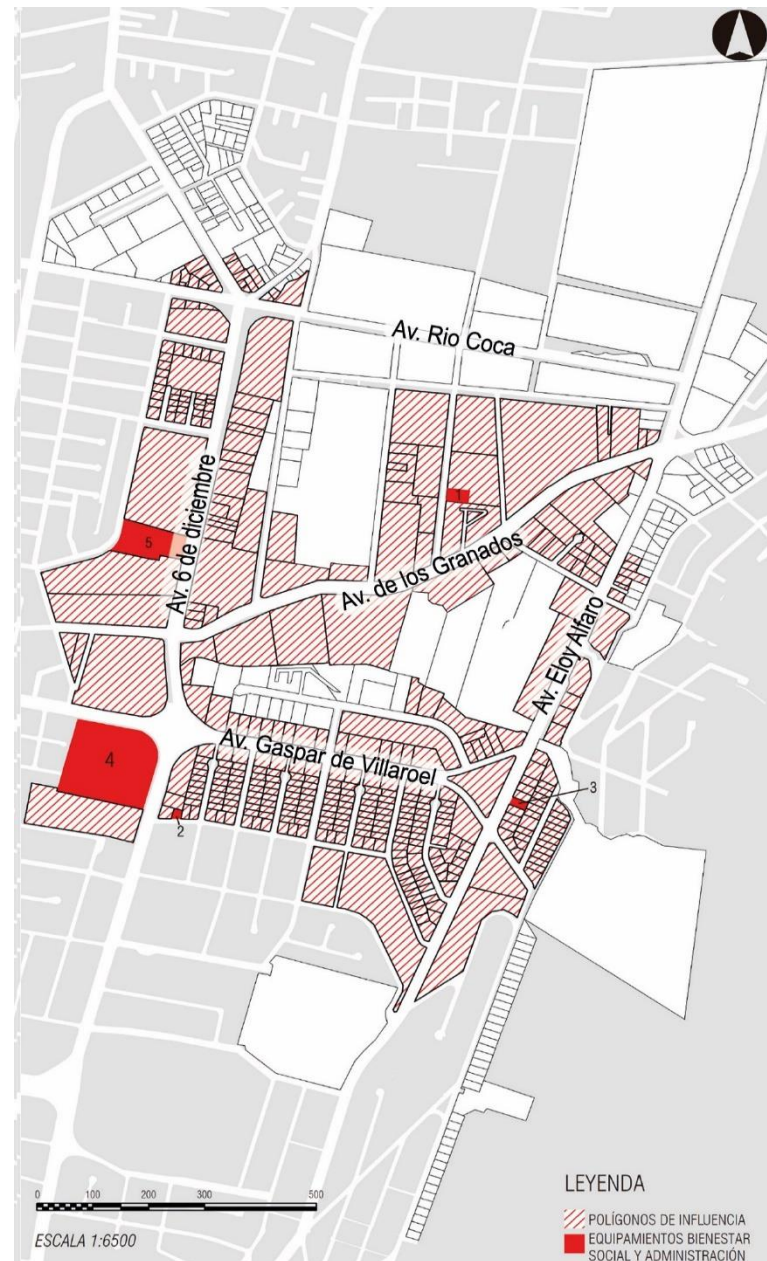 Av. Rio Coca
1
Av. 6 de diciembre
5
Av. de los Granados
Av. Eloy Alfaro
4
Av. Gaspar de Villaroel
3
2
LEYENDA
0 100 200 300 500
POLÍGONOS DE INFLUENCIA
EQUIPAMIENTOS BIENESTAR
SOCIAL Y ADMINISTRACIÓN
ESCALA 1:6500